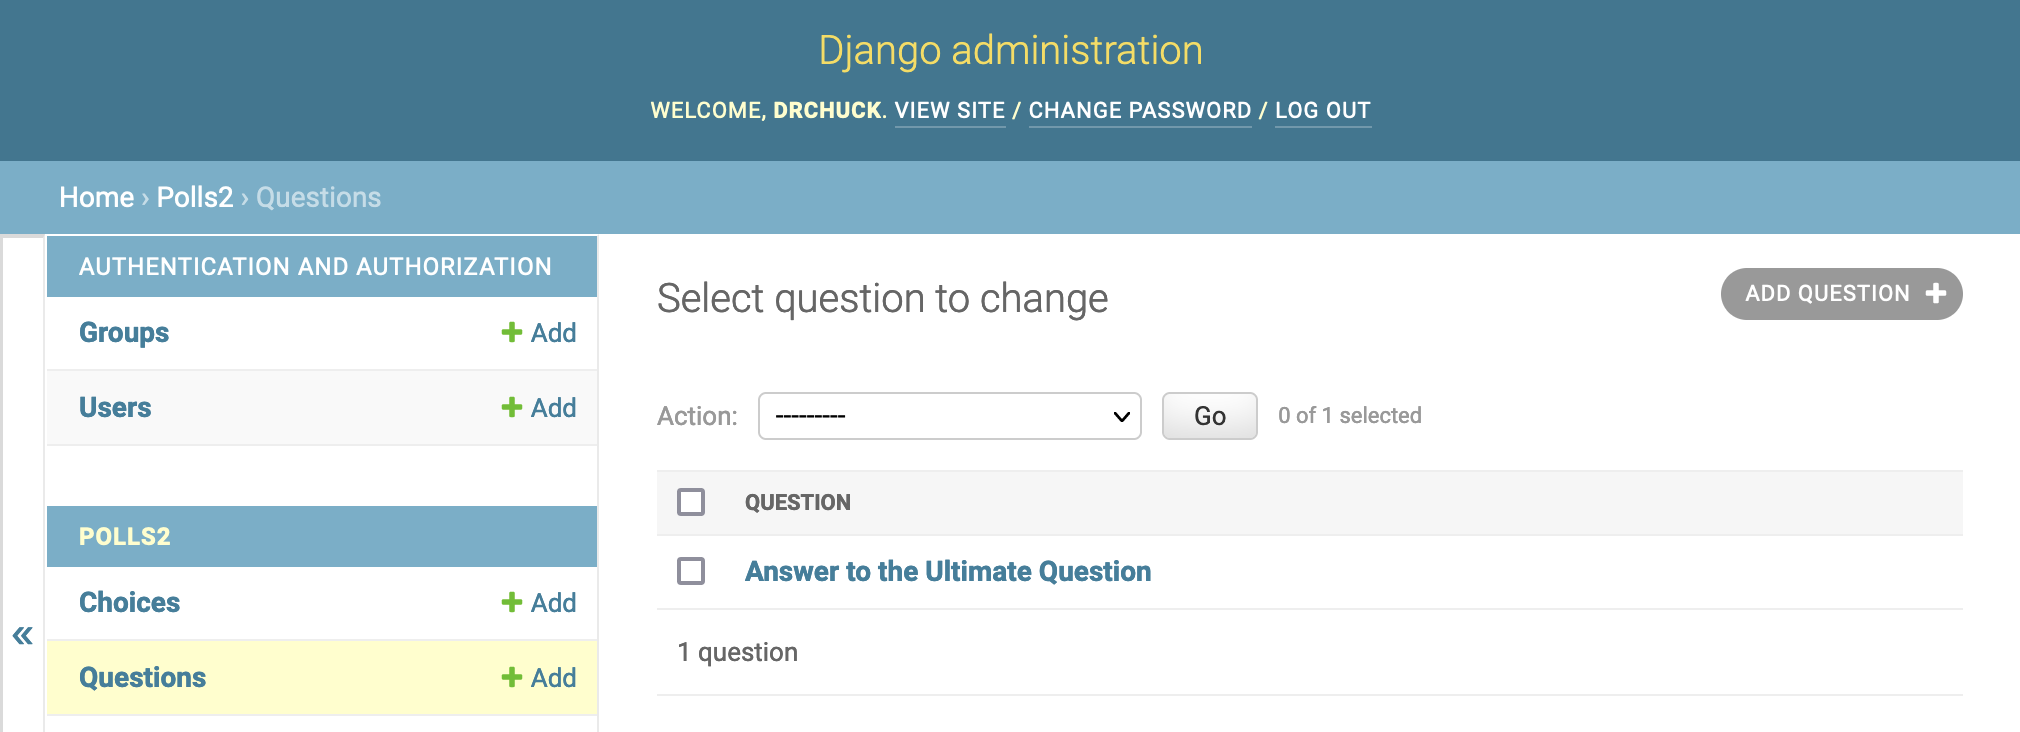 Django administration
WELCOME, DRCHUCK. VIEW SITE / CHANGE PASSWORD / LOG OUT
Home › Polls2 › Questions
AUTHENTICATION AND AUTHORIZATION
Groups + Add
Users + Add
POLLS2
Choices + Add
Questions + Add
«
Select question to change
ADD QUESTION +
Action: --------- Go 0 of 1 selected
QUESTION
Answer to the Ultimate Question
1 question